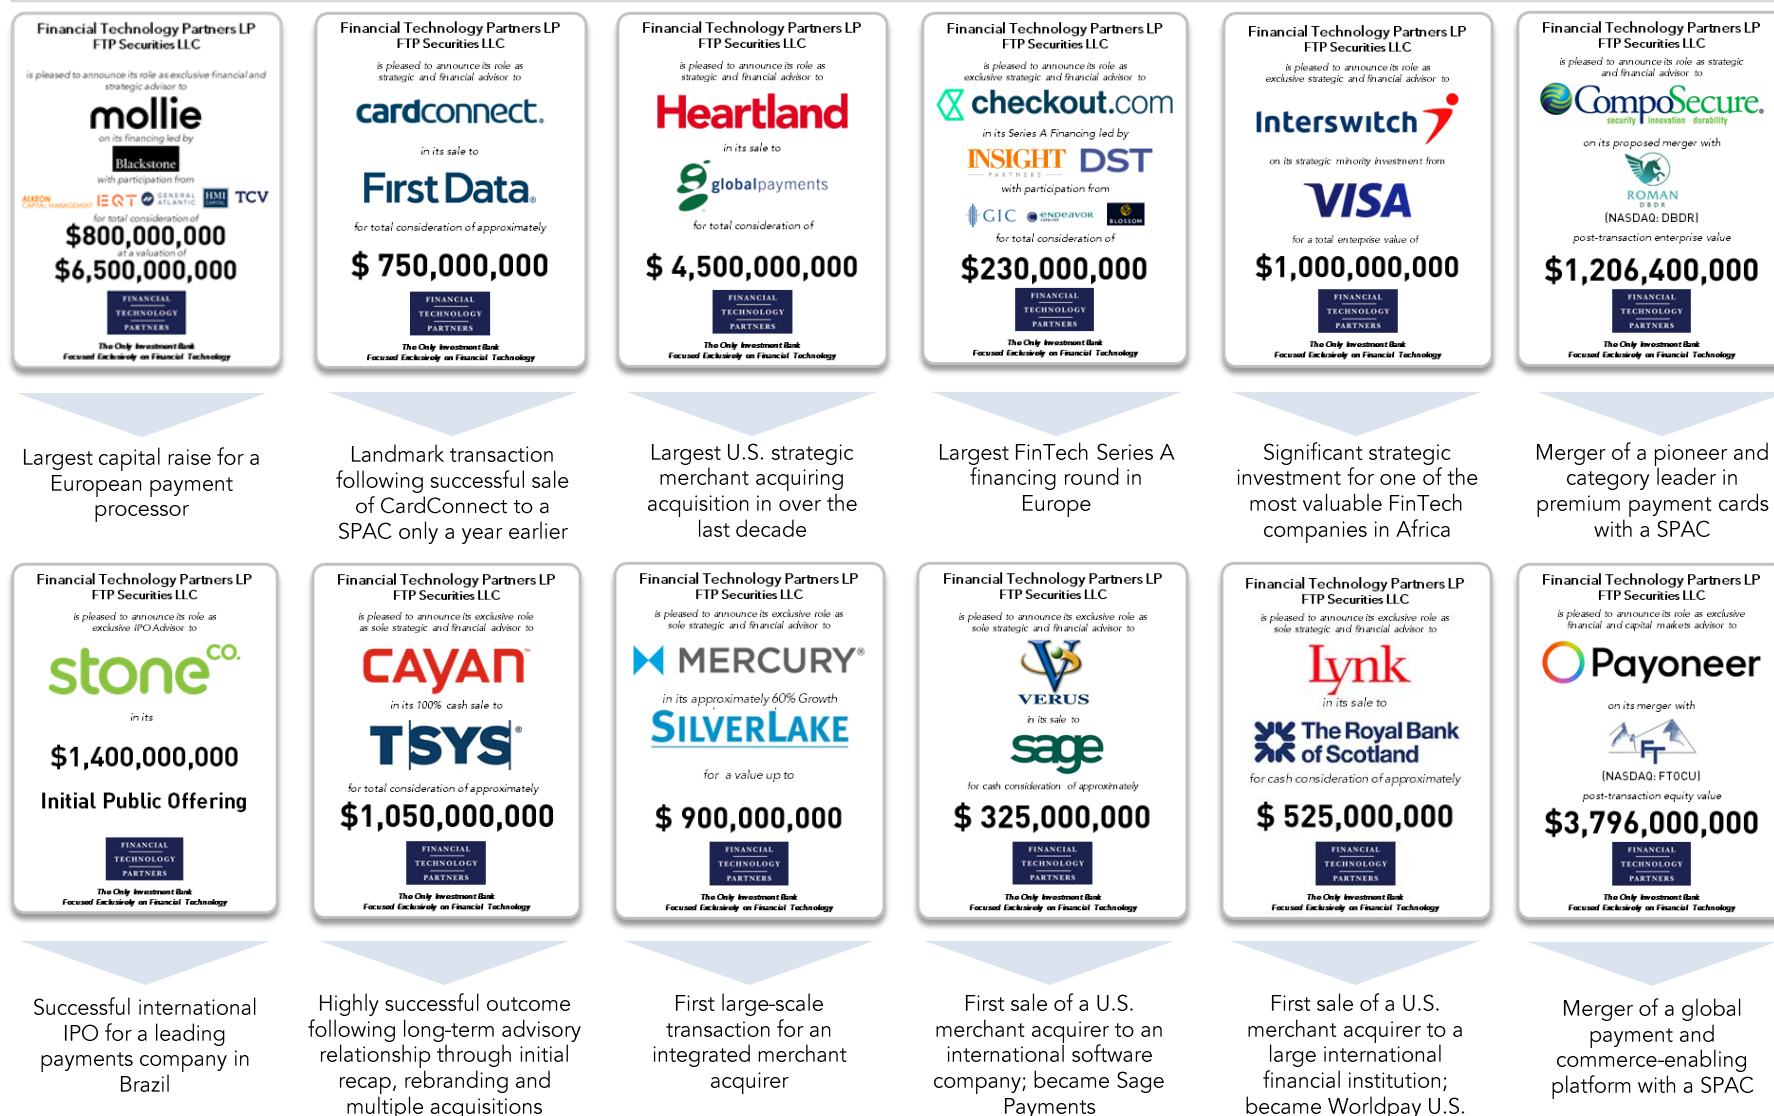 Financial Technology Partners LP
FTP Securities LLC
is pleased to announce its role as exclusive financial and
strategic advisor to
mollie
on its financing led by
Blackstone
with participation from
ALKEON
CAPITAL MANAGEMENT
EQT
GENERAL
ATLANTIC
HMI
CAPITAL
TCV
for total consideration of
$800,000,000
at a valuation of
$6,500,000,000
FINANCIAL
TECHNOLOGY
PARTNERS
The Only Investment Bank
Focused Exclusively on Financial Technology
Largest capital raise for a
European payment
processor
Financial Technology Partners LP
FTP Securities LLC
is pleased to announce its role as
strategic and financial advisor to
cardconnect.
in its sale to
First Data®
for total consideration of approximately
$ 750,000,000
FINANCIAL
TECHNOLOGY
PARTNERS
The Only Investment Bank
Focused Exclusively on Financial Technology
Landmark transaction
following successful sale
of CardConnect to a
SPAC only a year earlier
Financial Technology Partners LP
FTP Securities LLC
is pleased to announce its role as
strategic and financial advisor to
Heartland
in its sale to
globalpayments
for total consideration of
$ 4,500,000,000
FINANCIAL
TECHNOLOGY
PARTNERS
The Only Investment Bank
Focused Exclusively on Financial Technology
Largest U.S. strategic
merchant acquiring
acquisition in over the
last decade
Financial Technology Partners LP
FTP Securities LLC
is pleased to announce its role as
exclusive strategic and financial advisor to
checkout.com
in its Series A Financing led by
INSIGHT
PARTNERS
DST
with participation from
GIC
ENDEAVOR
CATALYST
BLOSSOM
for total consideration of
$230,000,000
FINANCIAL
TECHNOLOGY
PARTNERS
The Only Investment Bank
Focused Exclusively on Financial Technology
Largest FinTech Series A
financing round in
Europe
Financial Technology Partners LP
FTP Securities LLC
is pleased to announce its role as
exclusive strategic and financial advisor to
Interswitch
on its strategic minority investment from
VISA
for a total enterprise value of
$1,000,000,000
FINANCIAL
TECHNOLOGY
PARTNERS
The Only Investment Bank
Focused Exclusively on Financial Technology
Significant strategic
investment for one of the
most valuable FinTech
companies in Africa
Financial Technology Partners LP
FTP Securities LLC
is pleased to announce its role as strategic
and financial advisor to
CompoSecure®
security innovation durability
on its proposed merger with
ROMAN
DBDR
(NASDAQ: DBDR)
post-transaction enterprise value
$1,206,400,000
FINANCIAL
TECHNOLOGY
PARTNERS
The Only Investment Bank
Focused Exclusively on Financial Technology
Merger of a pioneer and
category leader in
premium payment cards
with a SPAC
Financial Technology Partners LP
FTP Securities LLC
is pleased to announce its role as
exclusive IPO Advisor to
stone co.
in its
$1,400,000,000
Initial Public Offering
FINANCIAL
TECHNOLOGY
PARTNERS
The Only Investment Bank
Focused Exclusively on Financial Technology
Successful international
IPO for a leading
payments company in
Brazil
Financial Technology Partners LP
FTP Securities LLC
is pleased to announce its exclusive role
as sole strategic and financial advisor to
CAYAN™
in its 100% cash sale to
TSYS®
for total consideration of approximately
$1,050,000,000
FINANCIAL
TECHNOLOGY
PARTNERS
The Only Investment Bank
Focused Exclusively on Financial Technology
Highly successful outcome
following long-term advisory
relationship through initial
recap, rebranding and
multiple acquisitions
Financial Technology Partners LP
FTP Securities LLC
is pleased to announce its exclusive role as
sole strategic and financial advisor to
MERCURY®
in its approximately 60% Growth
SILVERLAKE
for a value up to
$ 900,000,000
FINANCIAL
TECHNOLOGY
PARTNERS
The Only Investment Bank
Focused Exclusively on Financial Technology
First large-scale
transaction for an
integrated merchant
acquirer
Financial Technology Partners LP
FTP Securities LLC
is pleased to announce its exclusive role as
sole strategic and financial advisor to
VERUS
in its sale to
sage
for cash consideration of approximately
$ 325,000,000
FINANCIAL
TECHNOLOGY
PARTNERS
The Only Investment Bank
Focused Exclusively on Financial Technology
First sale of a U.S.
merchant acquirer to an
international software
company; became Sage
Payments
Financial Technology Partners LP
FTP Securities LLC
is pleased to announce its exclusive role as
sole strategic and financial advisor to
Lynk
in its sale to
The Royal Bank
of Scotland
for cash consideration of approximately
$ 525,000,000
FINANCIAL
TECHNOLOGY
PARTNERS
The Only Investment Bank
Focused Exclusively on Financial Technology
First sale of a U.S.
merchant acquirer to a
large international
financial institution;
became Worldpay U.S.
Financial Technology Partners LP
FTP Securities LLC
is pleased to announce its role as exclusive
financial and capital markets advisor to
Payoneer
on its merger with
FT
(NASDAQ: FTOCU)
post-transaction equity value
$3,796,000,000
FINANCIAL
TECHNOLOGY
PARTNERS
The Only Investment Bank
Focused Exclusively on Financial Technology
Merger of a global
payment and
commerce-enabling
platform with a SPAC